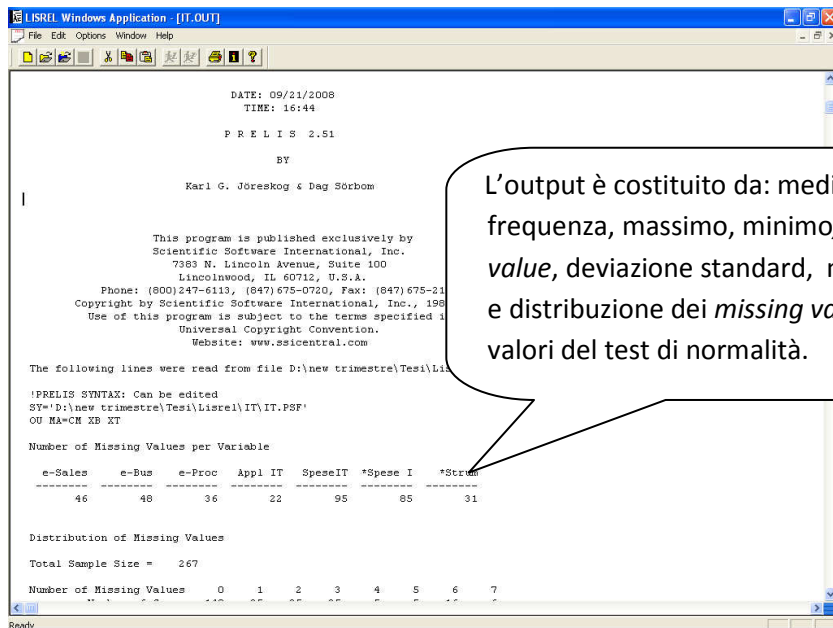 LISREL Windows Application - [IT.OUT]
File Edit Options Window Help
DATE: 09/21/2008
TIME: 16:44
P R E L I S 2.51
BY
Karl G. Jöreskog & Dag Sörbom
This program is published exclusively by
Scientific Software International, Inc.
7383 N. Lincoln Avenue, Suite 100
Lincolnwood, IL 60712, U.S.A.
Phone: (800)247-6113, (847)675-0720, Fax: (847)675-21
Copyright by Scientific Software International, Inc., 198
Use of this program is subject to the terms specified i
Universal Copyright Convention.
Website: www.ssicentral.com
The following lines were read from file D:\new trimestre\Tesi\Lis
!PRELIS SYNTAX: Can be edited
SY='D:\new trimestre\Tesi\Lisrel\IT\IT.PSF'
OU MA=CM XB XT
Number of Missing Values per Variable
e-Sales e-Bus e-Proc Appl IT SpeseIT *Spese I *Strum
-------- -------- -------- -------- -------- -------- --------
46 48 36 22 95 85 31
Distribution of Missing Values
Total Sample Size = 267
Number of Missing Values 0 1 2 3 4 5 6 7
L'output è costituito da: medi
frequenza, massimo, minimo,
value, deviazione standard,
e distribuzione dei missing va
valori del test di normalità.
Ready